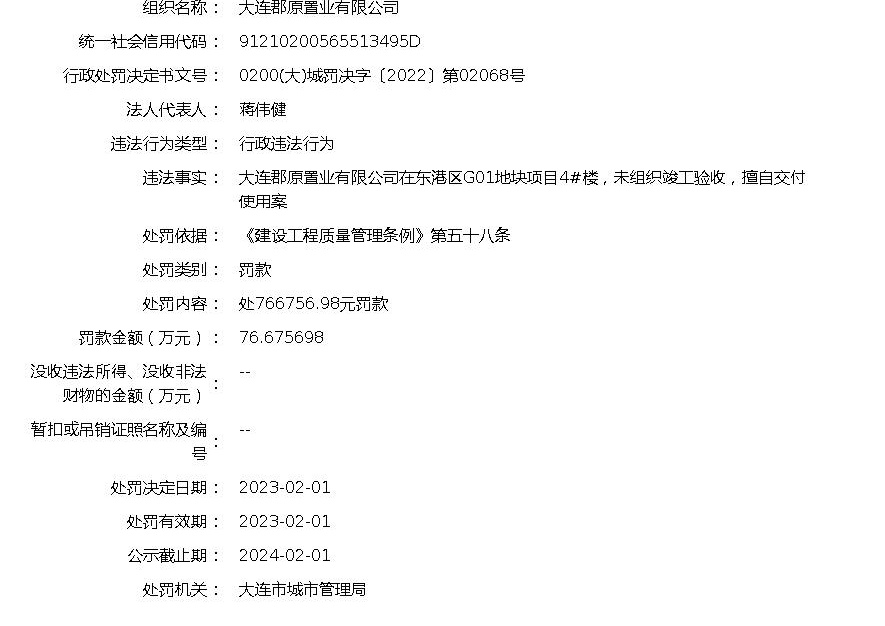 组织名称： 大连郡原置业有限公司
统一社会信用代码： 91210200565513495D
行政处罚决定书文号： 0200(大)城罚决字〔2022〕第02068号
法人代表人： 蒋伟健
违法行为类型： 行政违法行为
违法事实： 大连郡原置业有限公司在东港区G01地块项目4#楼，未组织竣工验收，擅自交付
使用案
处罚依据： 《建设工程质量管理条例》第五十八条
处罚类别： 罚款
处罚内容： 处766756.98元罚款
罚款金额（万元）： 76.675698
没收违法所得、没收非法
财物的金额（万元）： --
暂扣或吊销证照名称及编
号： --
处罚决定日期： 2023-02-01
处罚有效期： 2023-02-01
公示截止期： 2024-02-01
处罚机关： 大连市城市管理局